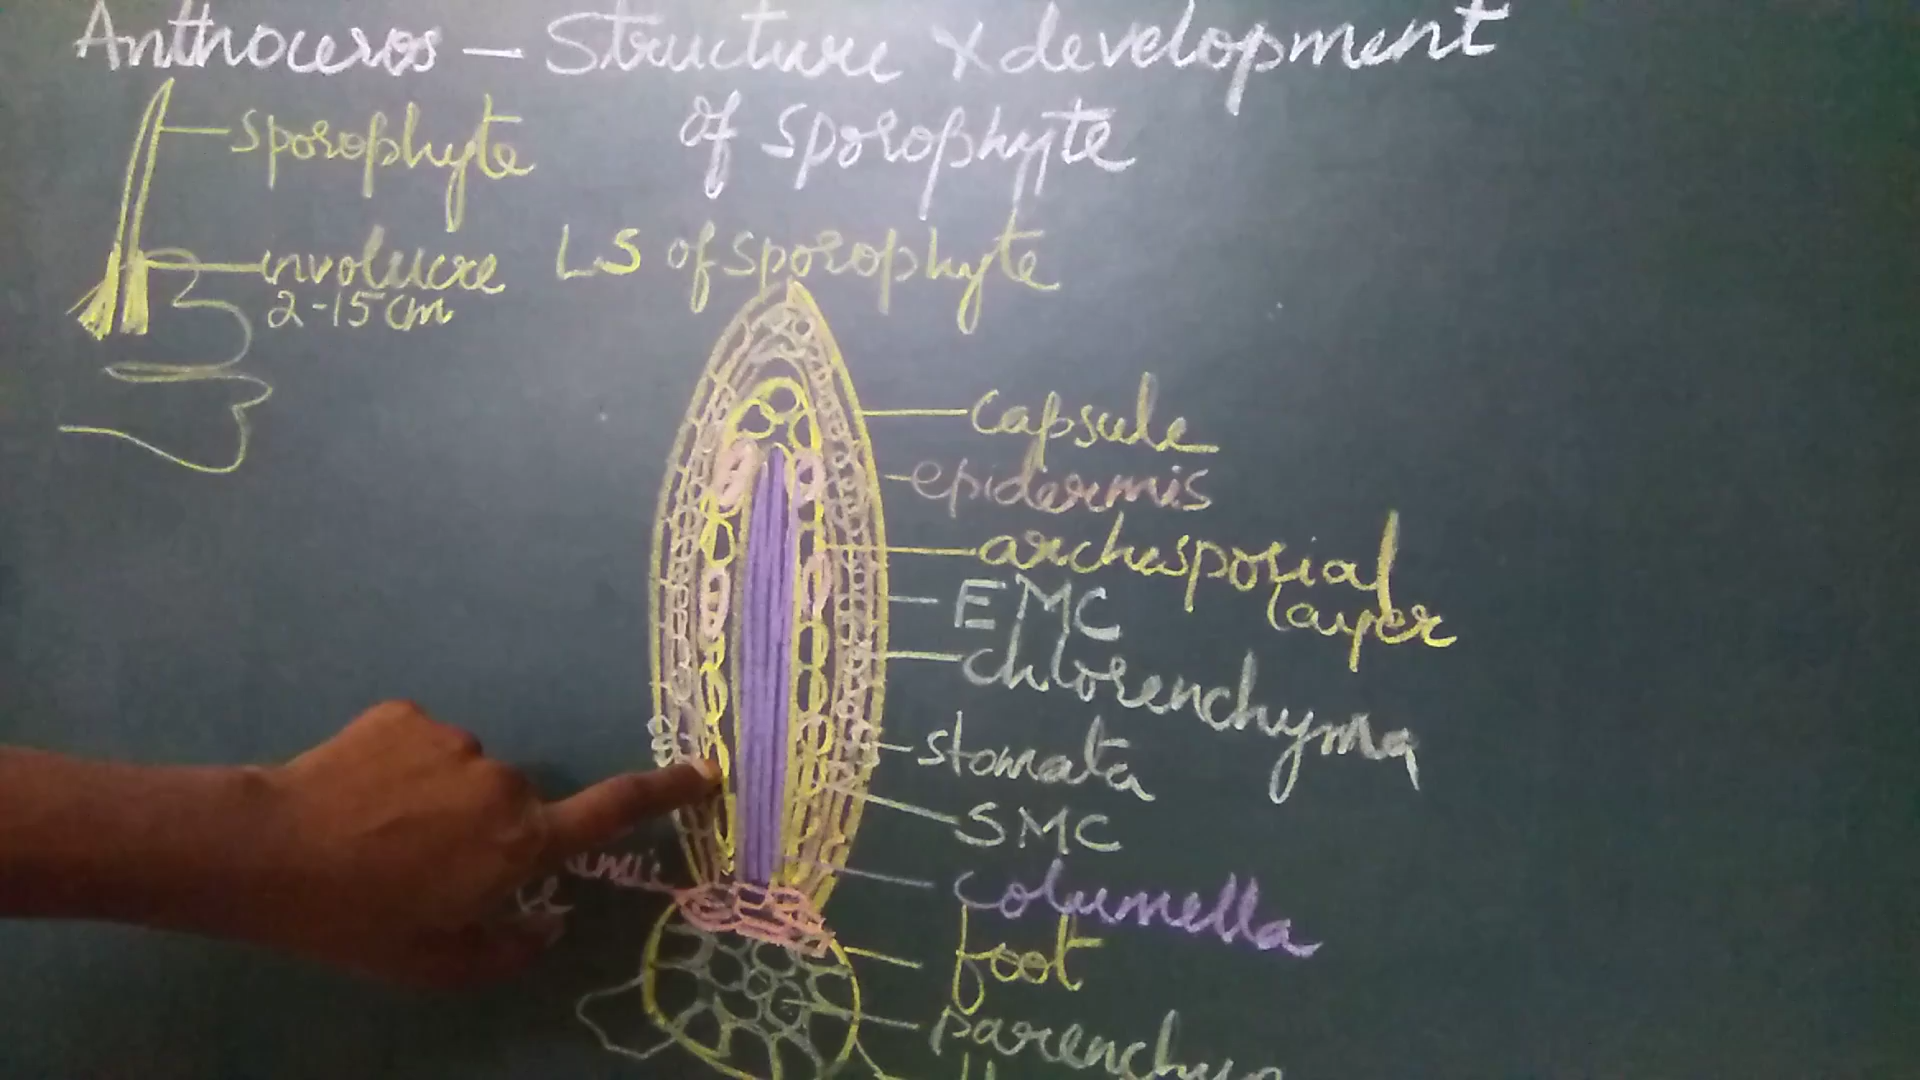 Anthoceros — Structure & development
of sporophyte
sporophyte
involucre
2-15 cm
LS of sporophyte
capsule
epidermis
archesporial
layer
EMC
chlorenchyma
stomata
SMC
columella
foot